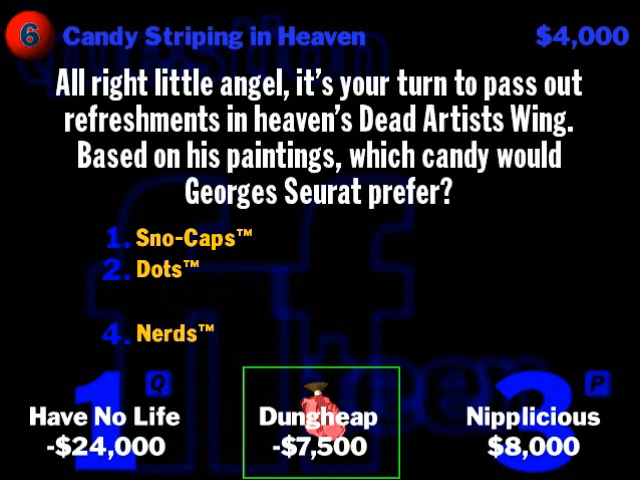 6 Candy Striping in Heaven $4,000
All right little angel, it's your turn to pass out
refreshments in heaven's Dead Artists Wing.
Based on his paintings, which candy would
Georges Seurat prefer?
1. Sno-Caps™
2. Dots™
4. Nerds™
1 Q 3 P
Have No Life Dungheap Nipplicious
-$24,000 -$7,500 $8,000